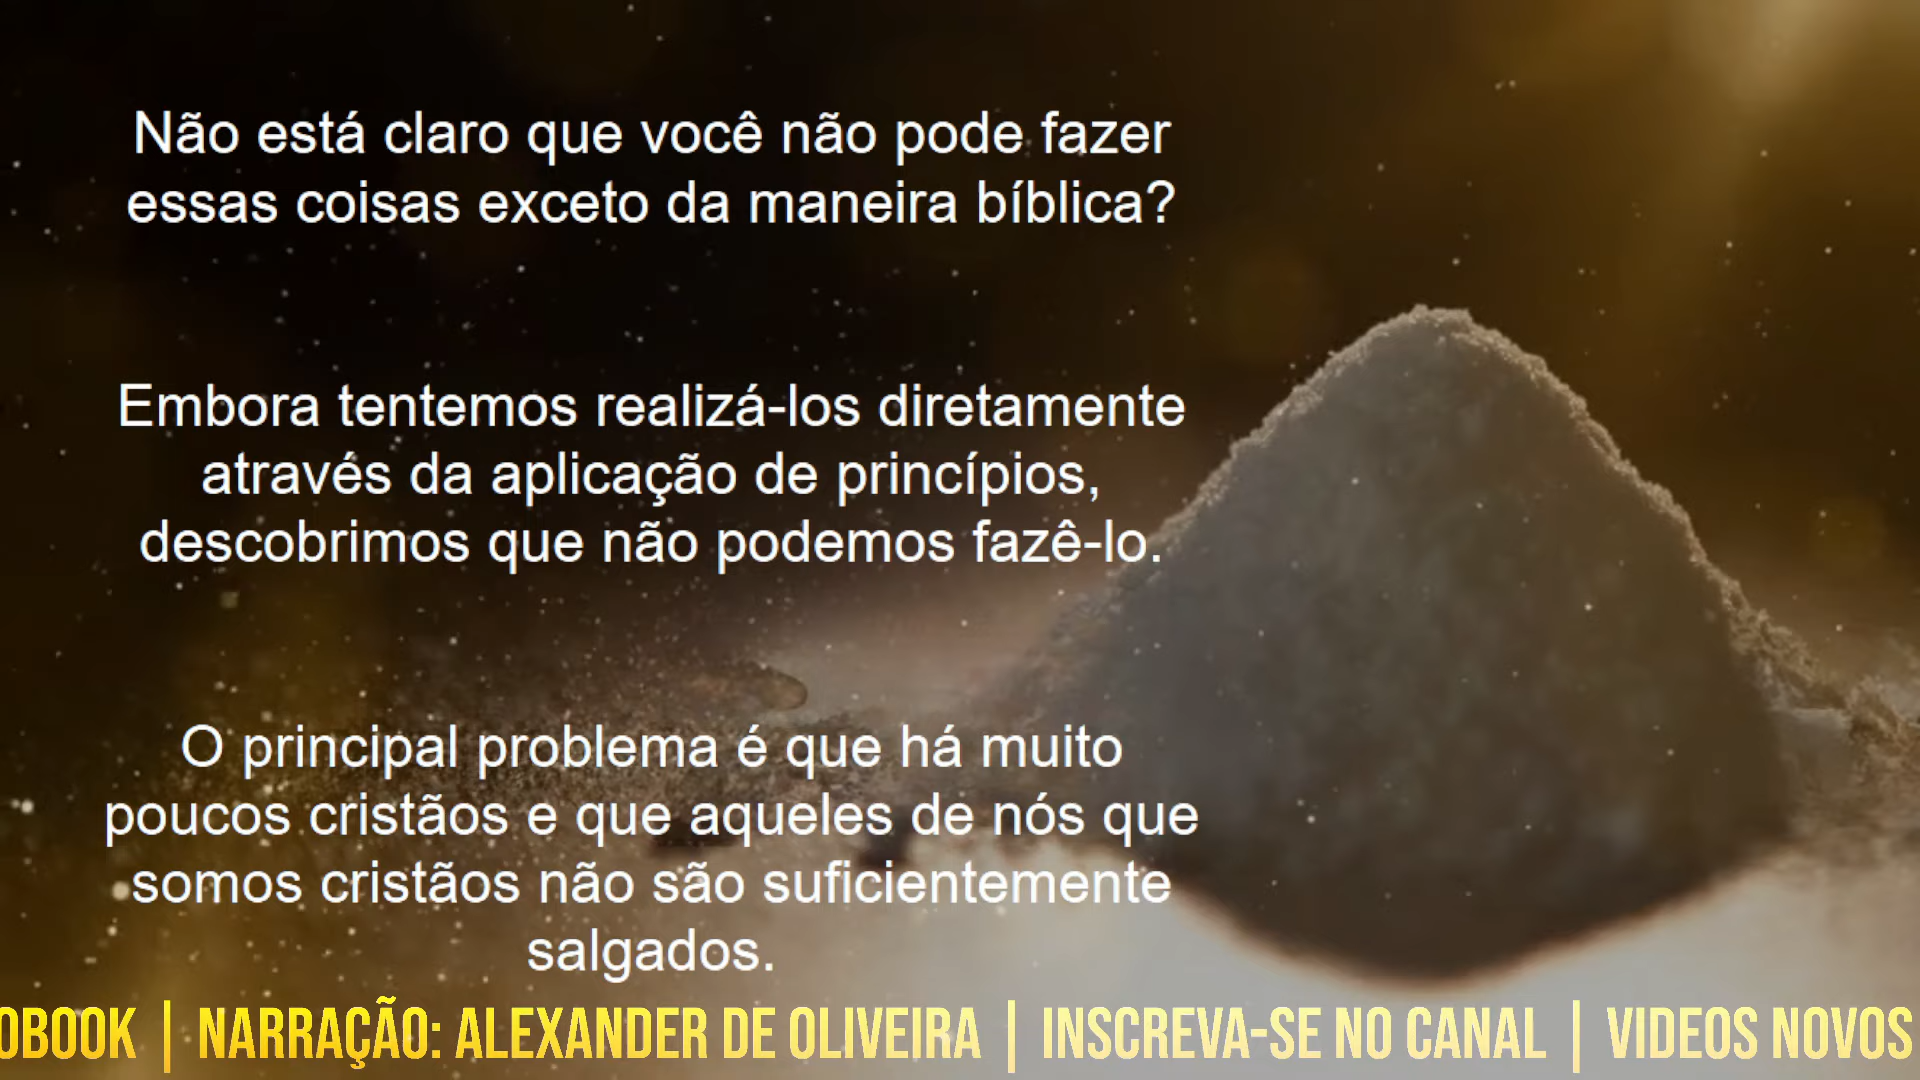 Não está claro que você não pode fazer
essas coisas exceto da maneira bíblica?
Embora tentemos realizá-los diretamente
através da aplicação de princípios,
descobrimos que não podemos fazê-lo.
O principal problema é que há muito
poucos cristãos e que aqueles de nós que
somos cristãos não são suficientemente
salgados.
OBOOK | NARRAÇÃO: ALEXANDER DE OLIVEIRA | INSCREVA-SE NO CANAL | VIDEOS NOVOS